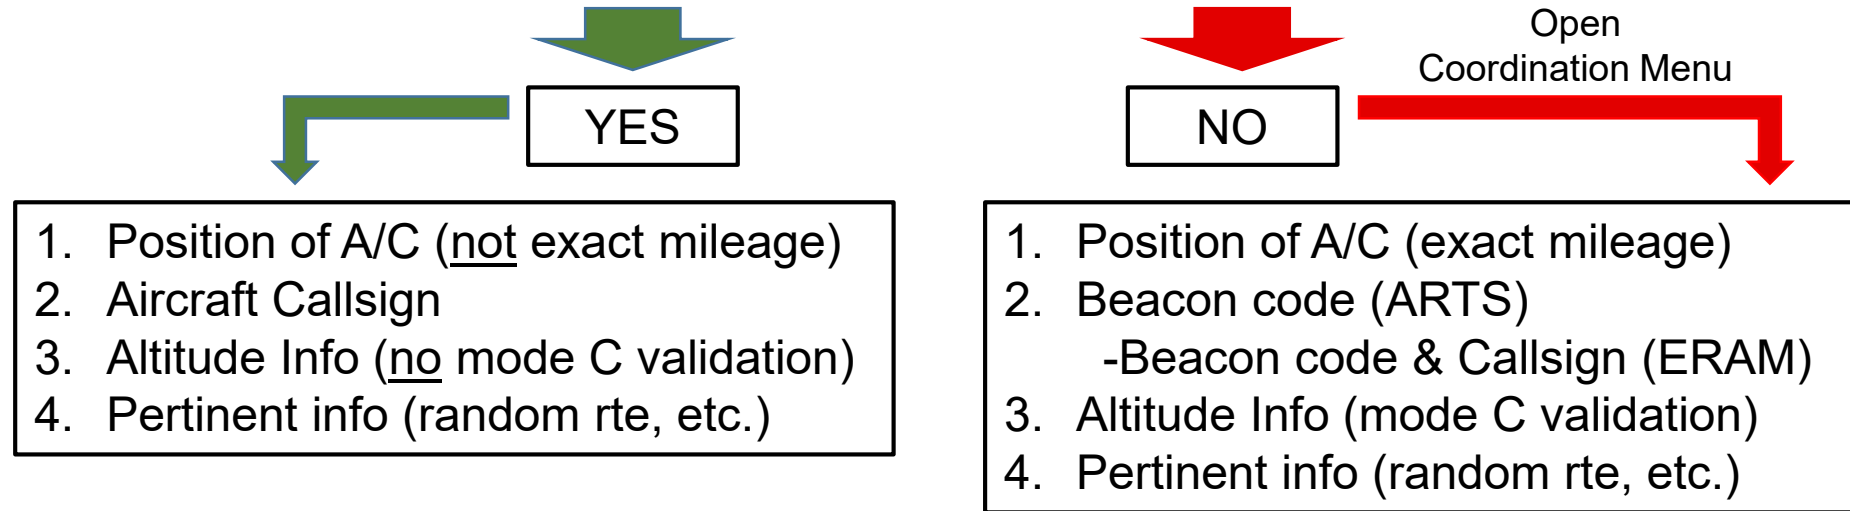 Open
Coordination Menu
YES
NO
1. Position of A/C (not exact mileage)
2. Aircraft Callsign
3. Altitude Info (no mode C validation)
4. Pertinent info (random rte, etc.)
1. Position of A/C (exact mileage)
2. Beacon code (ARTS)
-Beacon code & Callsign (ERAM)
3. Altitude Info (mode C validation)
4. Pertinent info (random rte, etc.)